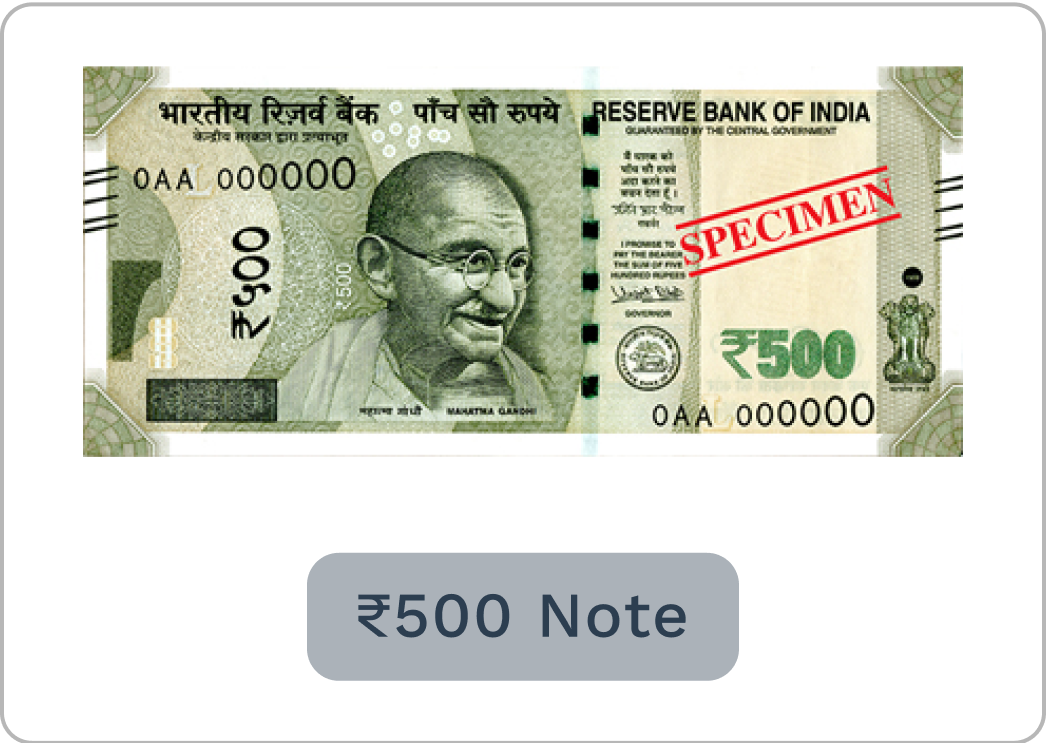 भारतीय रिज़र्व बैंक पाँच सौ रुपये RESERVE BANK OF INDIA
केन्द्रीय सरकार द्वारा प्रत्याभूत GUARANTEED BY THE CENTRAL GOVERNMENT
0AA 000000
मैं धारक को
पाँच सौ रुपये
अदा करने का
वचन देता हूँ ।
I PROMISE TO
PAY THE BEARER
THE SUM OF FIVE
HUNDRED RUPEES
GOVERNOR
SPECIMEN
₹५००
₹500
₹500
0AA 000000
महात्मा गांधी MAHATMA GANDHI
₹500 Note